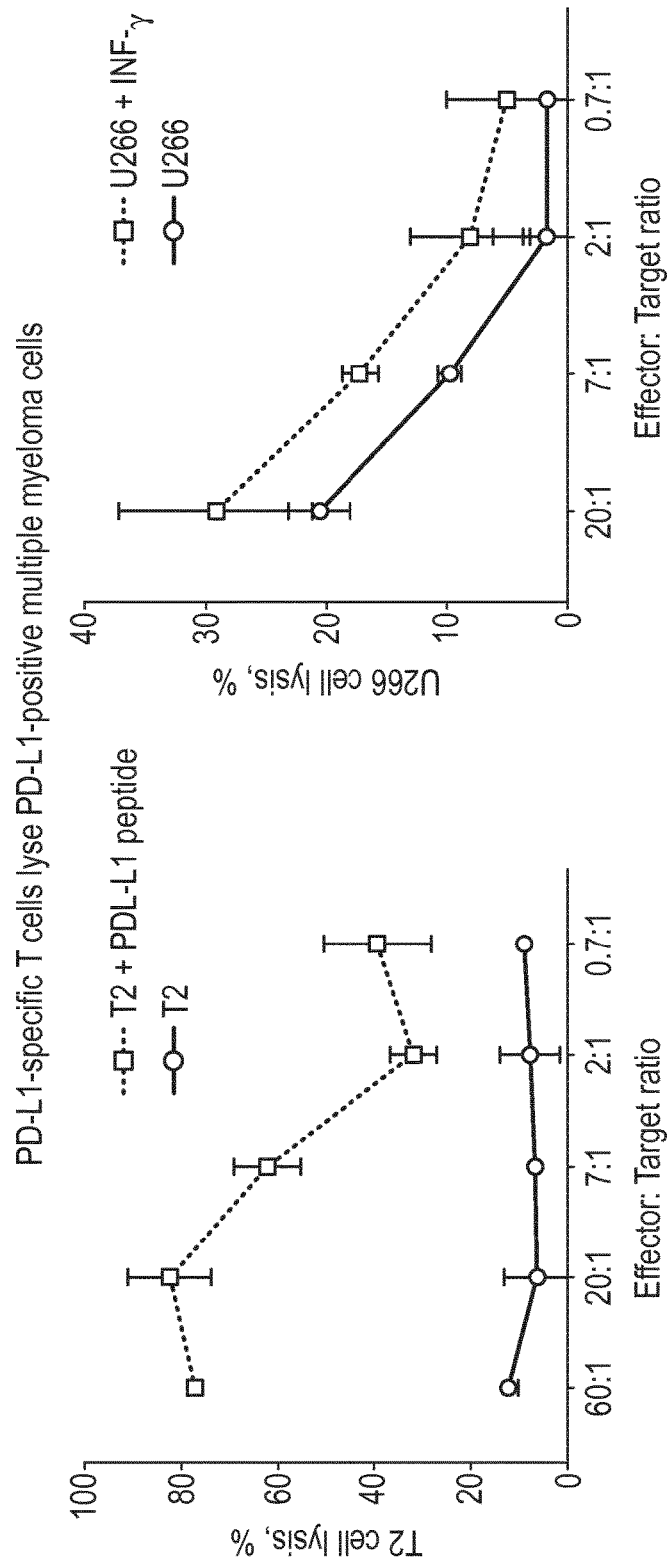 PD-L1-specific T cells lyse PD-L1-positive multiple myeloma cells
T2 + PDL-L1 peptide
T2
T2 cell lysis, %
100
80
60
40
20
0
60:1
20:1
7:1
2:1
0.7:1
Effector: Target ratio
U266 + INF-γ
U266
U266 cell lysis, %
40
30
20
10
0
20:1
7:1
2:1
0.7:1
Effector: Target ratio